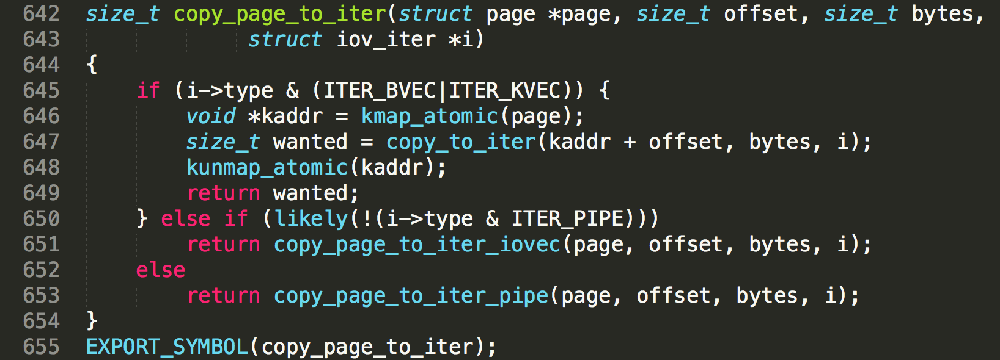 642 size_t copy_page_to_iter(struct page *page, size_t offset, size_t bytes,
643 struct iov_iter *i)
644 {
645 if (i->type & (ITER_BVEC|ITER_KVEC)) {
646 void *kaddr = kmap_atomic(page);
647 size_t wanted = copy_to_iter(kaddr + offset, bytes, i);
648 kunmap_atomic(kaddr);
649 return wanted;
650 } else if (likely(!(i->type & ITER_PIPE)))
651 return copy_page_to_iter_iovec(page, offset, bytes, i);
652 else
653 return copy_page_to_iter_pipe(page, offset, bytes, i);
654 }
655 EXPORT_SYMBOL(copy_page_to_iter);